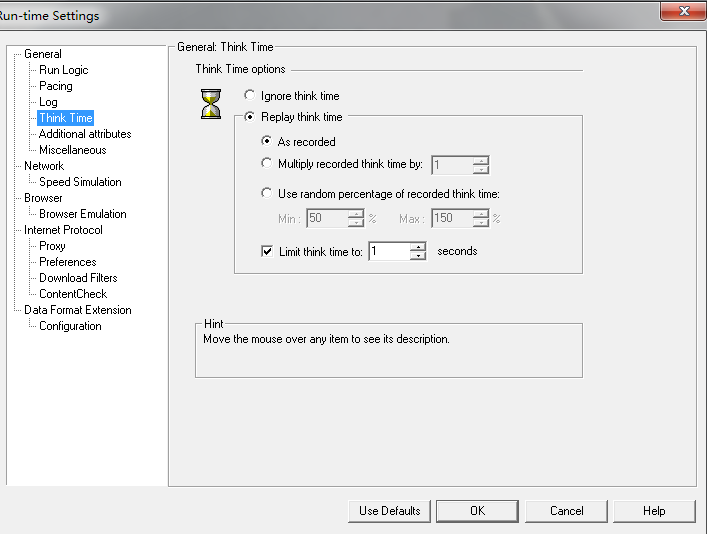 Run-time Settings
General
Run Logic
Pacing
Log
Think Time
Additional attributes
Miscellaneous
Network
Speed Simulation
Browser
Browser Emulation
Internet Protocol
Proxy
Preferences
Download Filters
ContentCheck
Data Format Extension
Configuration
General: Think Time
Think Time options
Ignore think time
Replay think time
As recorded
Multiply recorded think time by: 1
Use random percentage of recorded think time:
Min: 50 % Max: 150 %
Limit think time to: 1 seconds
Hint
Move the mouse over any item to see its description.
Use Defaults OK Cancel Help